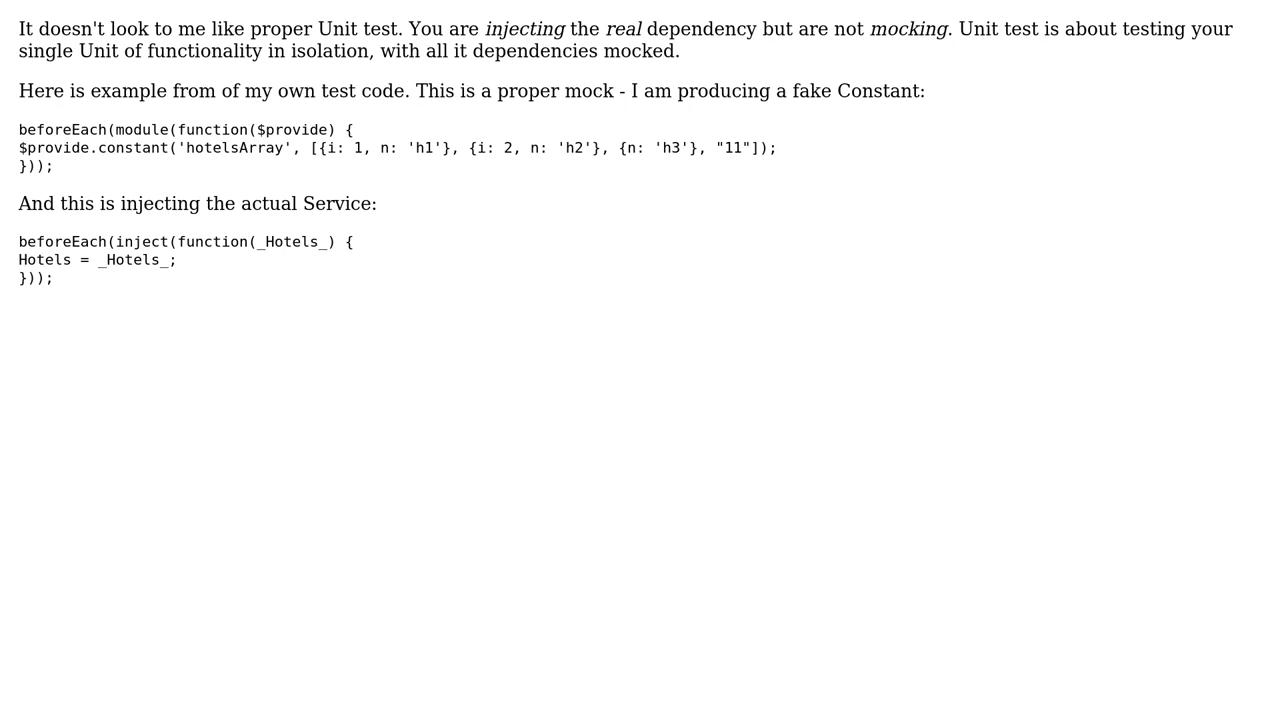 It doesn't look to me like proper Unit test. You are injecting the real dependency but are not mocking. Unit test is about testing your
single Unit of functionality in isolation, with all it dependencies mocked.
Here is example from of my own test code. This is a proper mock - I am producing a fake Constant:
beforeEach(module(function($provide) {
$provide.constant('hotelsArray', [{i: 1, n: 'h1'}, {i: 2, n: 'h2'}, {n: 'h3'}, "11"]);
}));
And this is injecting the actual Service:
beforeEach(inject(function(_Hotels_) {
Hotels = _Hotels_;
}));